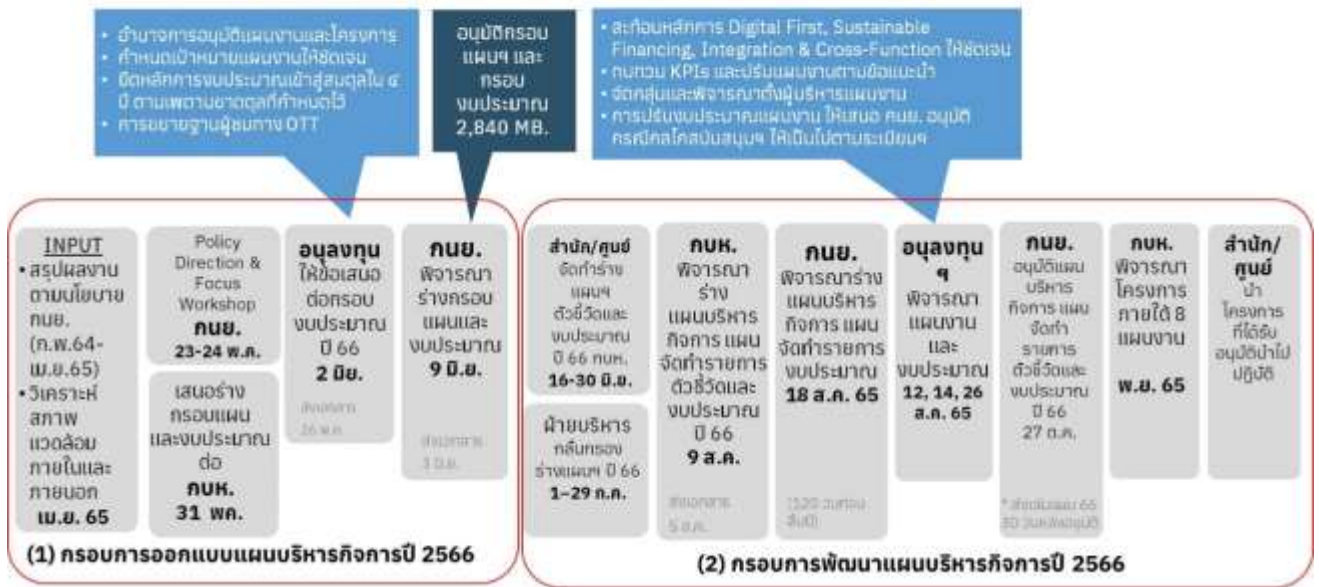 • อำนาจการอนุมัติแผนงานและโครงการ
• กำหนดเป้าหมายแผนงานให้ชัดเจน
• ยึดหลักการงบประมาณเข้าสู่สมดุลใน ๔
ปี ตามเพดานขาดดุลที่กำหนดไว้
• การขยายฐานผู้ชมทาง OTT
อนุมัติกรอบ
แผนฯ และ
กรอบ
งบประมาณ
2,840 MB.
• สะท้อนหลักการ Digital First, Sustainable
Financing, Integration & Cross-Function ให้ชัดเจน
• ทบทวน KPIs และปรับแผนงานตามข้อแนะนำ
• จัดกลุ่มและพิจารณาตั้งผู้บริหารแผนงาน
• การปรับงบประมาณแผนงาน ให้เสนอ กนย. อนุมัติ
กรณีกลไกสนับสนุนฯ ให้เป็นไปตามระเบียบฯ
INPUT
• สรุปผลงาน
ตามนโยบาย
กนย.
(ก.พ.64-
เม.ย.65)
• วิเคราะห์
สภาพ
แวดล้อม
ภายในและ
ภายนอก
เม.ย. 65
Policy
Direction &
Focus
Workshop
กนย.
23-24 พ.ค.
เสนอร่าง
กรอบแผน
และงบประมาณ
ต่อ
กบห.
31 พค.
อนุลงทุน
ให้ข้อเสนอ
ต่อกรอบ
งบประมาณ
ปี 66
2 มิย.
ส่งเอกสาร
26 พ.ค.
กนย.
พิจารณา
ร่างกรอบ
แผนและ
งบประมาณ
9 มิ.ย.
ส่งเอกสาร
3 มิ.ย.
(1) กรอบการออกแบบแผนบริหารกิจการปี 2566
สำนัก/ศูนย์
จัดทำร่าง
แผนฯ
ตัวชี้วัดและ
งบประมาณ
ปี 66 กบห.
16-30 มิ.ย.
ฝ่ายบริหาร
กลั่นกรอง
ร่างแผนฯ ปี 66
1–29 ก.ค.
กบห.
พิจารณา
ร่าง
แผนบริหาร
กิจการ แผน
จัดทำรายการ
ตัวชี้วัดและ
งบประมาณ
ปี 66
9 ส.ค.
ส่งเอกสาร
5 ส.ค.
กนย.
พิจารณาร่าง
แผนบริหาร
กิจการ แผน
จัดทำรายการ
งบประมาณ
18 ส.ค. 65
อนุลงทุน
ฯ
พิจารณา
แผนงาน
และ
งบประมาณ
12, 14, 26
ส.ค. 65
กนย.
อนุมัติแผน
บริหาร
กิจการ แผน
จัดทำ
รายการ
ตัวชี้วัดและ
งบประมาณ
ปี 66
27 ต.ค.
กบห.
พิจารณา
โครงการ
ภายใต้ 8
แผนงาน
พ.ย. 65
สำนัก/
ศูนย์
นำ
โครงการ
ที่ได้รับ
อนุมัตินำไป
ปฏิบัติ
(2) กรอบการพัฒนาแผนบริหารกิจการปี 2566